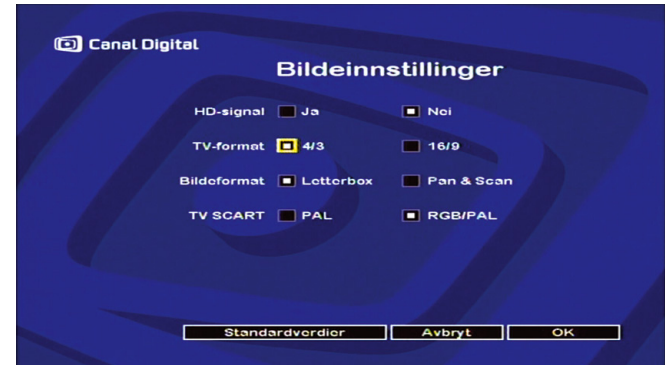 Canal Digital
Bildeinnstillinger
HD-signal Ja Nei
TV-format 4/3 16/9
Bildeformat Letterbox Pan & Scan
TV SCART PAL RGB/PAL
Standardverdier Avbryt OK